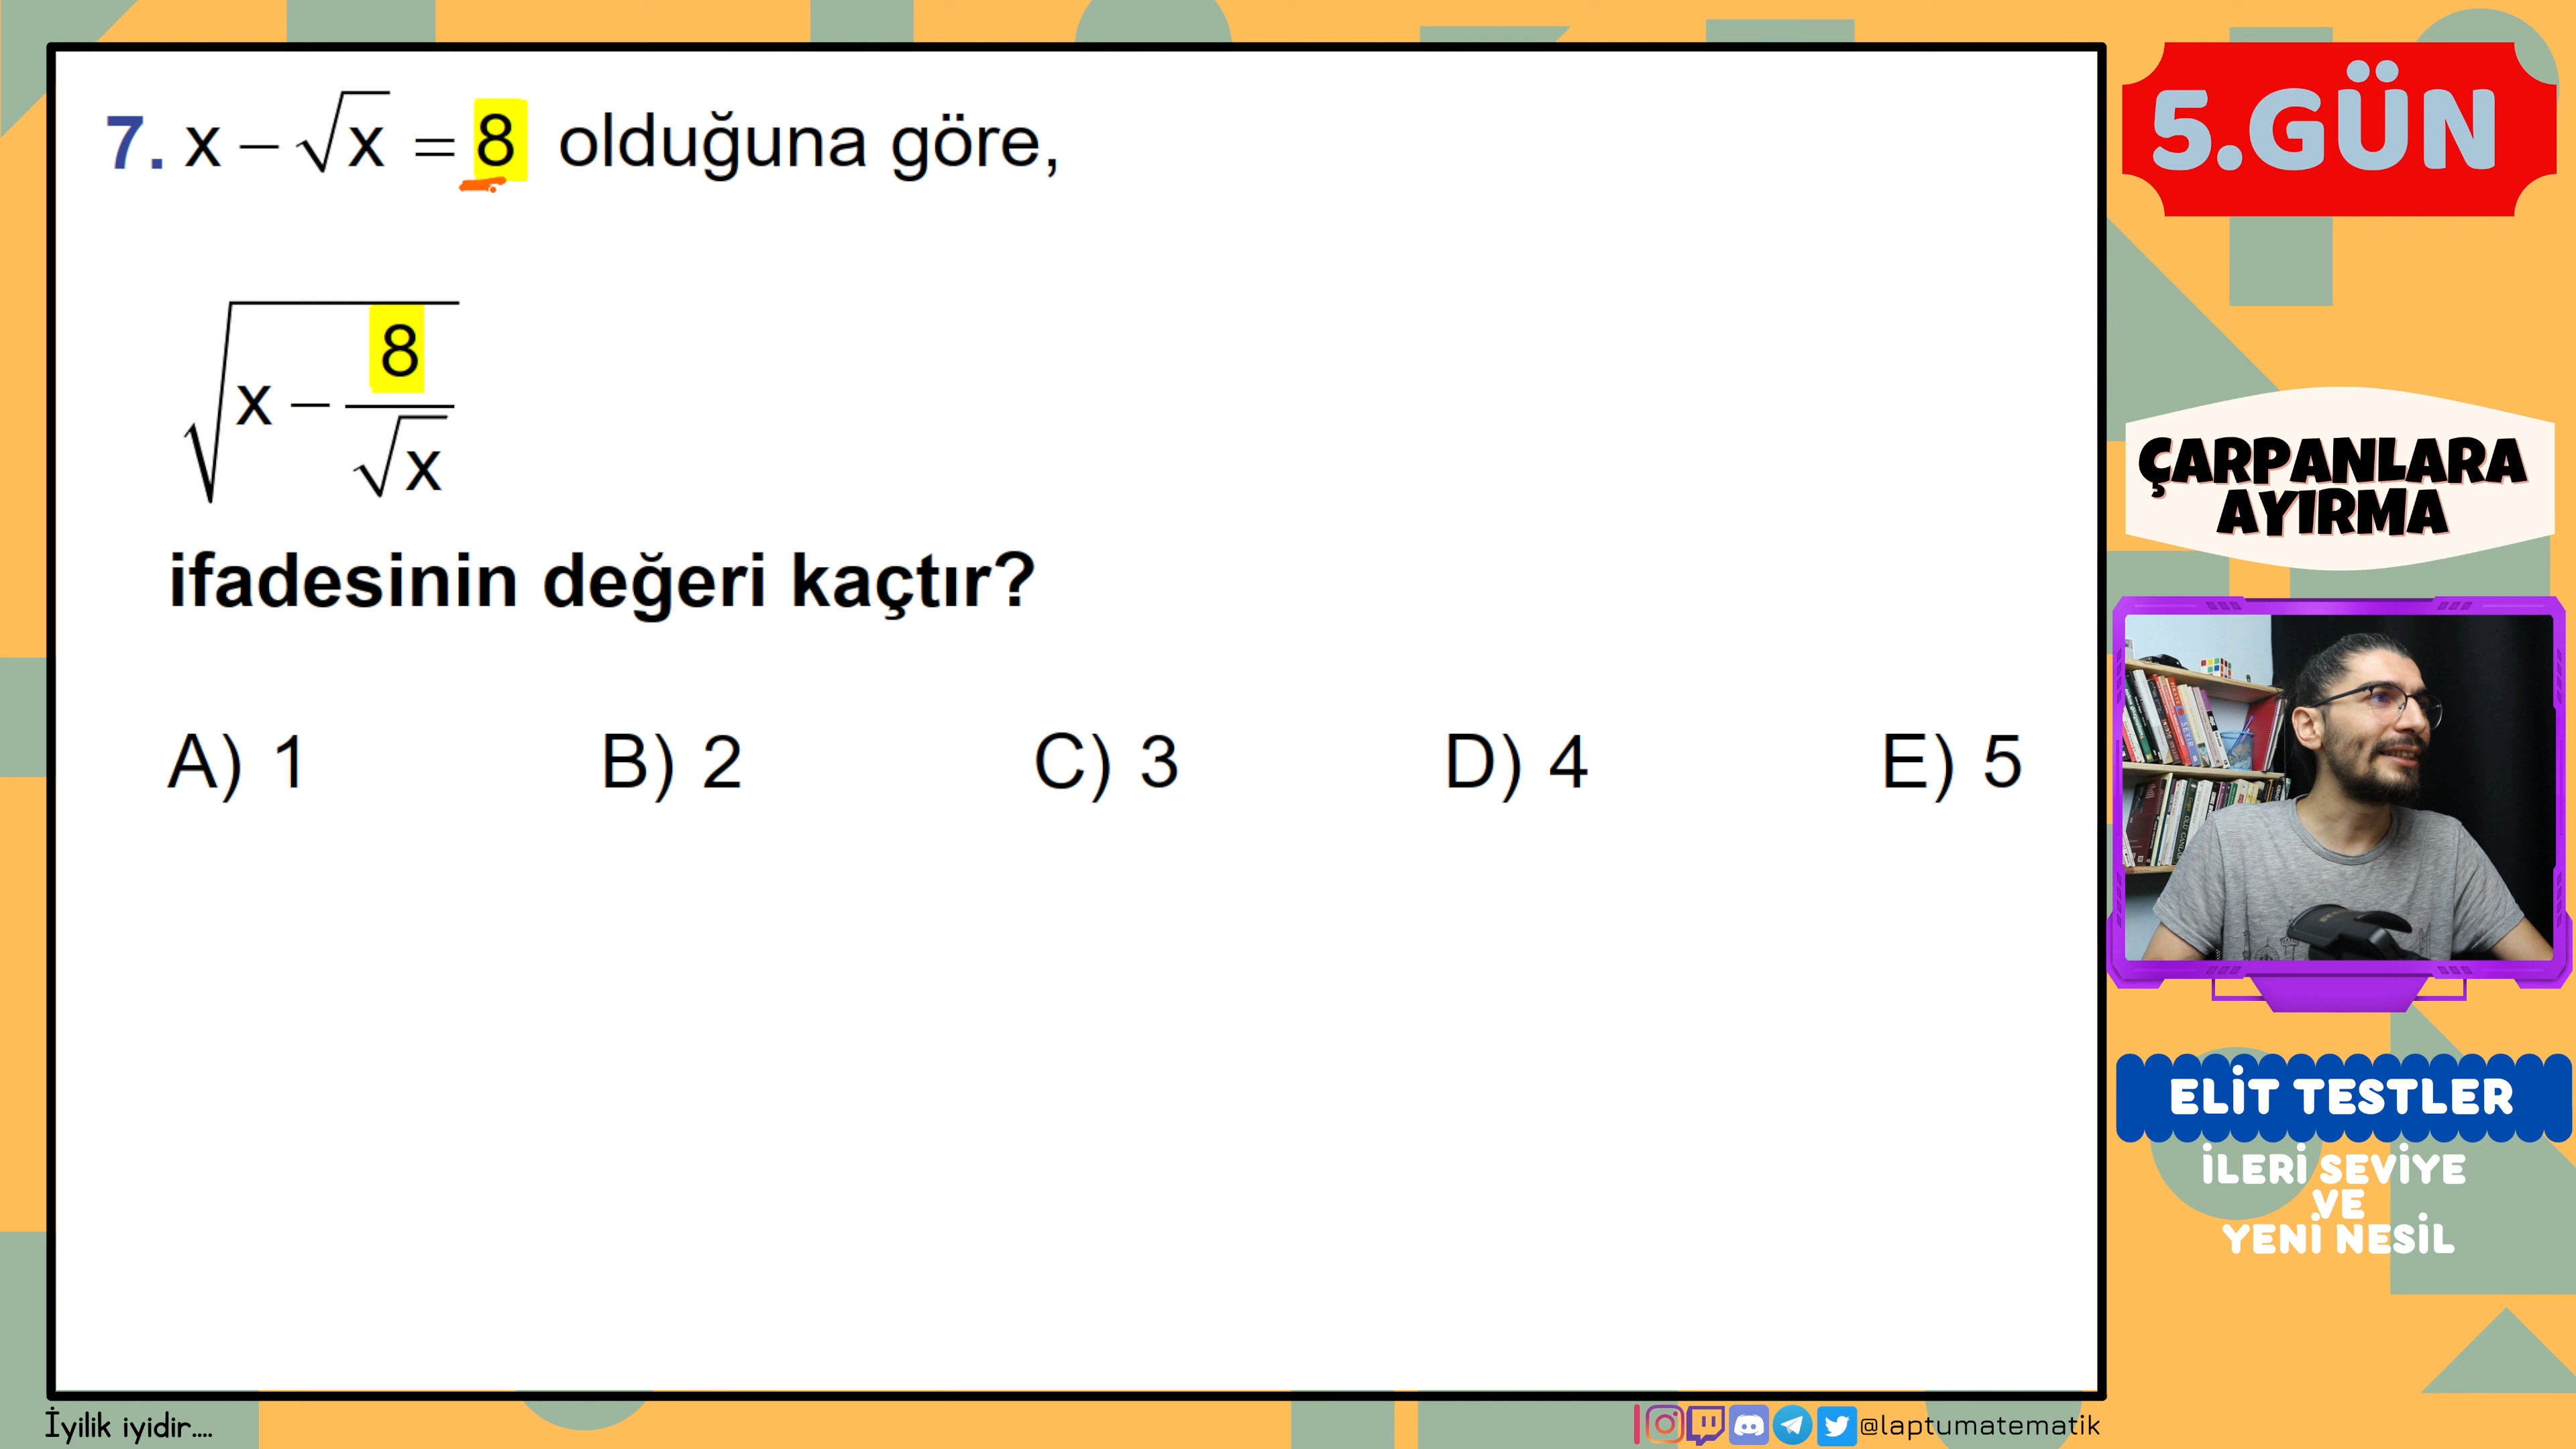 7. x − √x = 8 olduğuna göre,
√(x − 8/√x)
ifadesinin değeri kaçtır?
A) 1 B) 2 C) 3 D) 4 E) 5
5.GÜN
ÇARPANLARA
AYIRMA
ELİT TESTLER
İLERİ SEVİYE
VE
YENİ NESİL
İyilik iyidir....
@laptumatematik